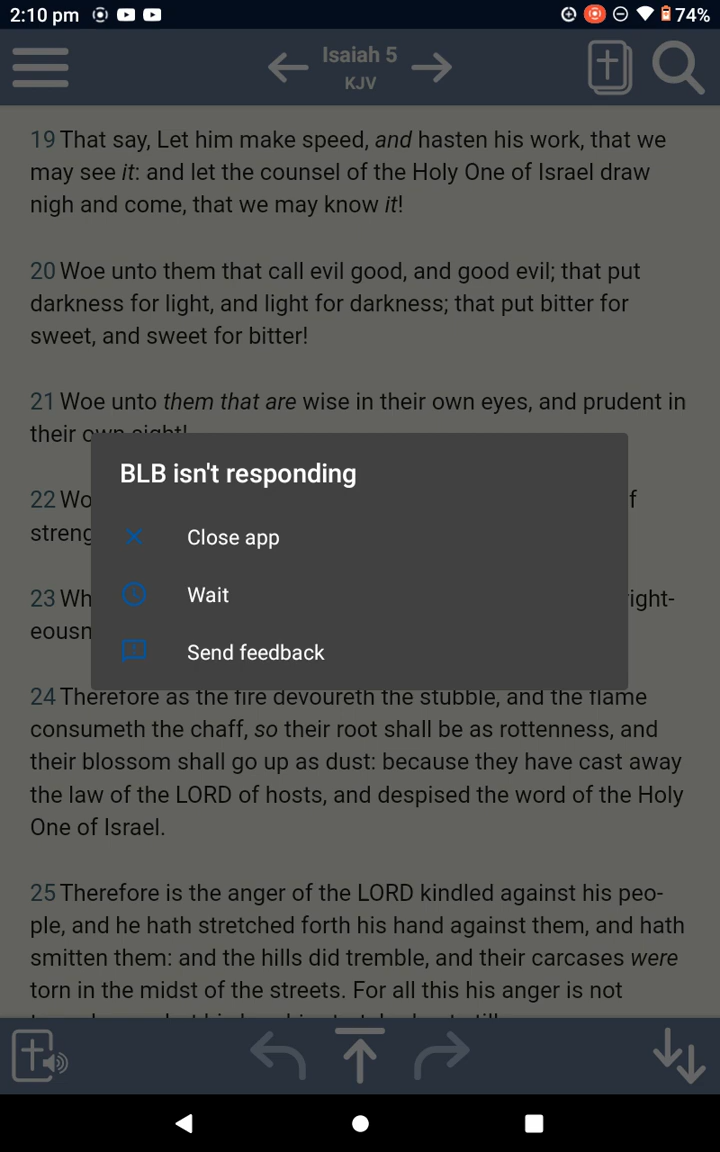 2:10 pm
74%
Isaiah 5
KJV
19 That say, Let him make speed, and hasten his work, that we
may see it: and let the counsel of the Holy One of Israel draw
nigh and come, that we may know it!
20 Woe unto them that call evil good, and good evil; that put
darkness for light, and light for darkness; that put bitter for
sweet, and sweet for bitter!
21 Woe unto them that are wise in their own eyes, and prudent in
their own sight!
22
23
BLB isn't responding
Close app
Wait
Send feedback
24 Therefore as the fire devoureth the stubble, and the flame
consumeth the chaff, so their root shall be as rottenness, and
their blossom shall go up as dust: because they have cast away
the law of the LORD of hosts, and despised the word of the Holy
One of Israel.
25 Therefore is the anger of the LORD kindled against his peo-
ple, and he hath stretched forth his hand against them, and hath
smitten them: and the hills did tremble, and their carcases were
torn in the midst of the streets. For all this his anger is not